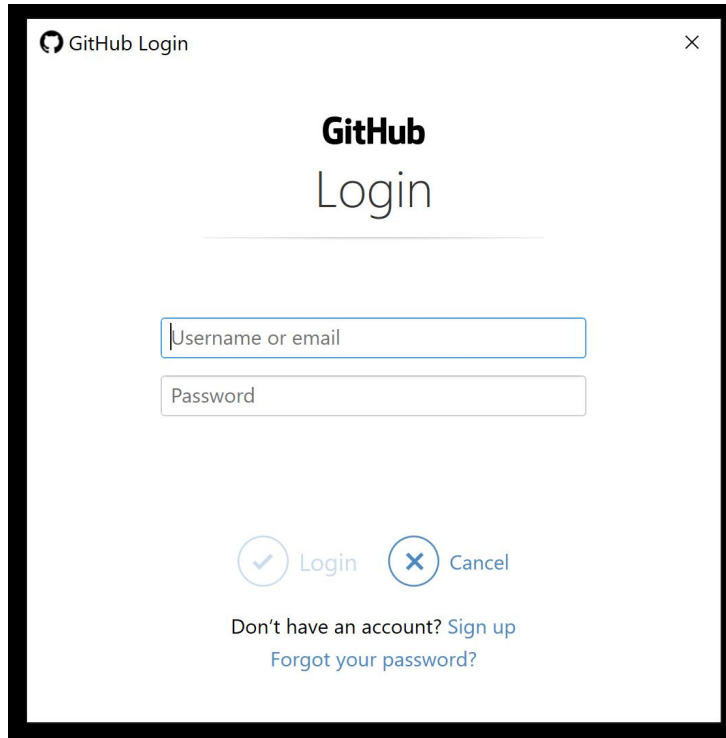 GitHub Login
GitHub
Login
Username or email
Password
Login Cancel
Don't have an account? Sign up
Forgot your password?